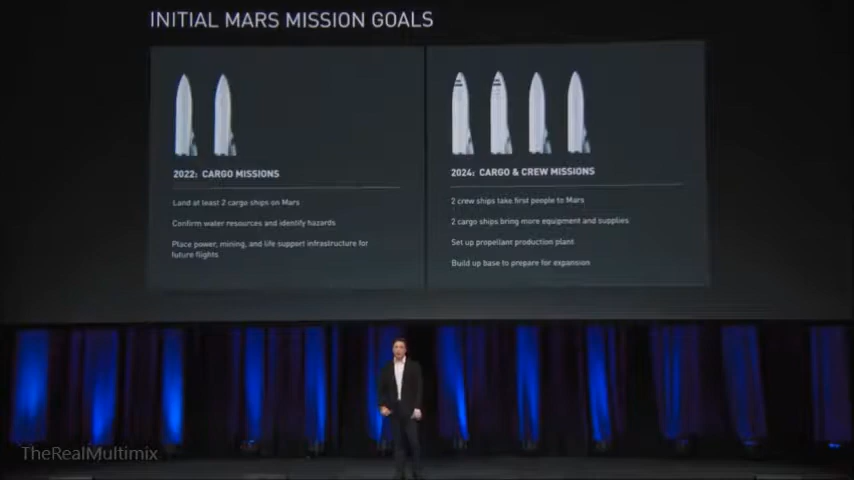 INITIAL MARS MISSION GOALS
2022: CARGO MISSIONS
Land at least 2 cargo ships on Mars
Confirm water resources and identify hazards
Place power, mining, and life support infrastructure for
future flights
2024: CARGO & CREW MISSIONS
2 crew ships take first people to Mars
2 cargo ships bring more equipment and supplies
Set up propellant production plant
Build up base to prepare for expansion
TheRealMultimix